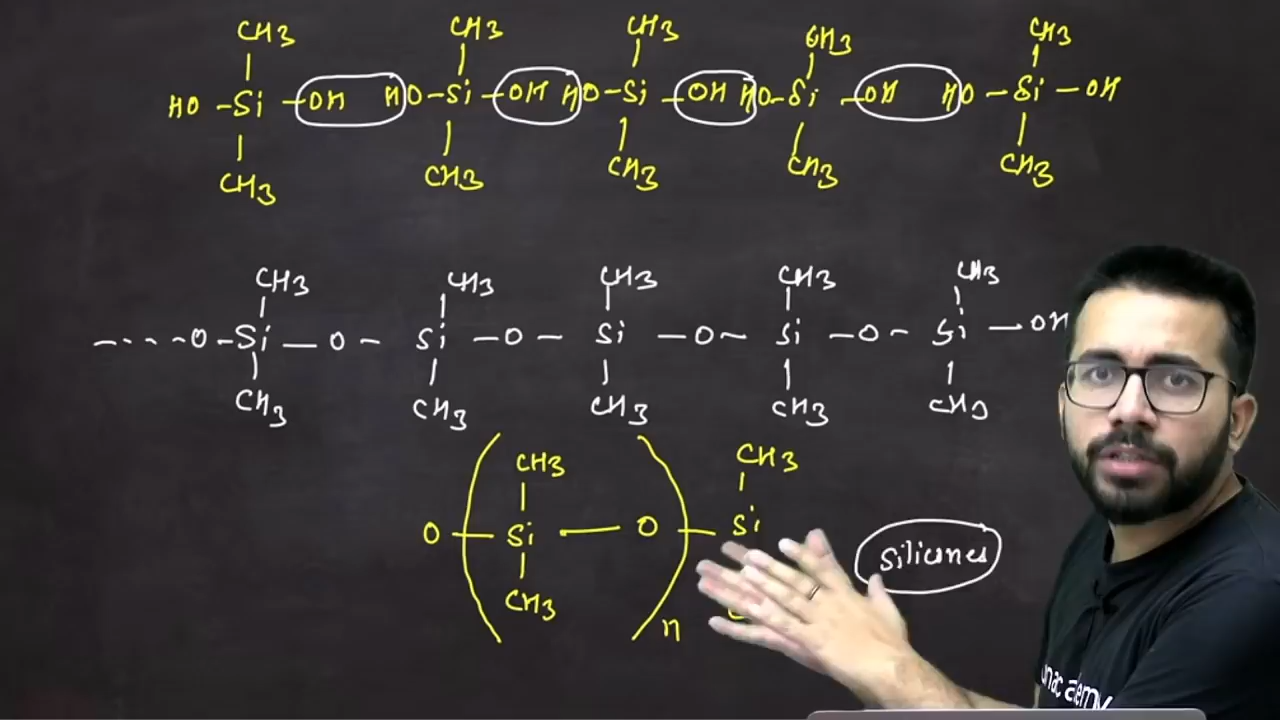 CH3 CH3 CH3 CH3 CH3
HO - Si - OH HO - Si - OH HO - Si - OH HO - Si - OH HO - Si - OH
CH3 CH3 CH3 CH3 CH3
CH3 CH3 CH3 CH3 CH3
----O - Si - O - Si - O - Si - O - Si - O - Si - OH
CH3 CH3 CH3 CH3 CH3
CH3 CH3
O - ( Si - O ) - Si
CH3 n
Silicones
unacademy